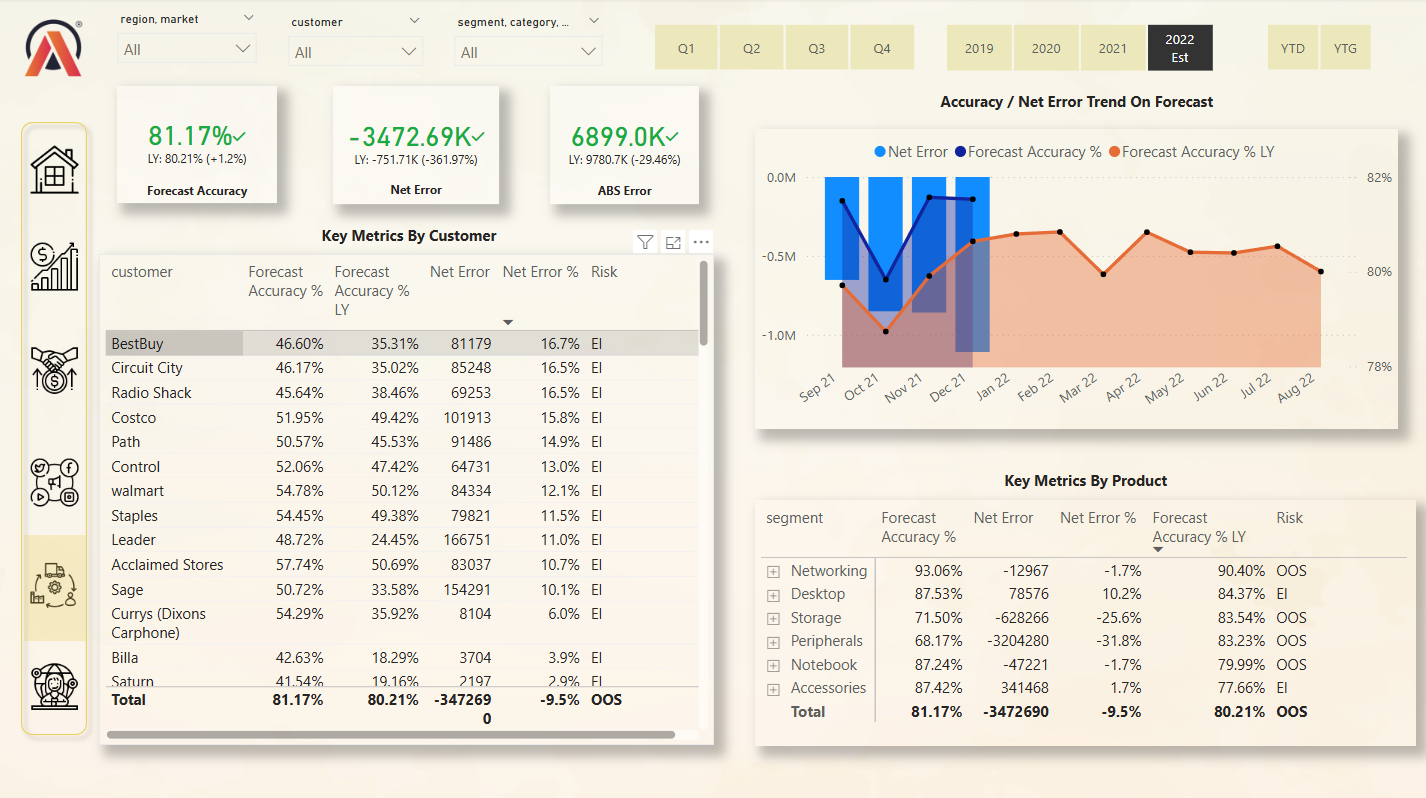 region, market
customer
segment, category, ...
All
All
All
Q1
Q2
Q3
Q4
2019
2020
2021
2022
Est
YTD
YTG
®
81.17%
LY: 80.21% (+1.2%)
Forecast Accuracy
-3472.69K
LY: -751.71K (-361.97%)
Net Error
6899.0K
LY: 9780.7K (-29.46%)
ABS Error
Accuracy / Net Error Trend On Forecast
Net Error Forecast Accuracy % Forecast Accuracy % LY
0.0M
-0.5M
-1.0M
82%
80%
78%
Sep 21
Oct 21
Nov 21
Dec 21
Jan 22
Feb 22
Mar 22
Apr 22
May 22
Jun 22
Jul 22
Aug 22
Key Metrics By Customer
customer Forecast Accuracy % Forecast Accuracy % LY Net Error Net Error % Risk
BestBuy 46.60% 35.31% 81179 16.7% EI
Circuit City 46.17% 35.02% 85248 16.5% EI
Radio Shack 45.64% 38.46% 69253 16.5% EI
Costco 51.95% 49.42% 101913 15.8% EI
Path 50.57% 45.53% 91486 14.9% EI
Control 52.06% 47.42% 64731 13.0% EI
walmart 54.78% 50.12% 84334 12.1% EI
Staples 54.45% 49.38% 79821 11.5% EI
Leader 48.72% 24.45% 166751 11.0% EI
Acclaimed Stores 57.74% 50.69% 83037 10.7% EI
Sage 50.72% 33.58% 154291 10.1% EI
Currys (Dixons 54.29% 35.92% 8104 6.0% EI
Carphone)
Billa 42.63% 18.29% 3704 3.9% EI
Saturn 41.54% 19.16% 2197 2.9% EI
Total 81.17% 80.21% -347269 -9.5% OOS
0
Key Metrics By Product
segment Forecast Accuracy % Net Error Net Error % Forecast Accuracy % LY Risk
Networking 93.06% -12967 -1.7% 90.40% OOS
Desktop 87.53% 78576 10.2% 84.37% EI
Storage 71.50% -628266 -25.6% 83.54% OOS
Peripherals 68.17% -3204280 -31.8% 83.23% OOS
Notebook 87.24% -47221 -1.7% 79.99% OOS
Accessories 87.42% 341468 1.7% 77.66% EI
Total 81.17% -3472690 -9.5% 80.21% OOS